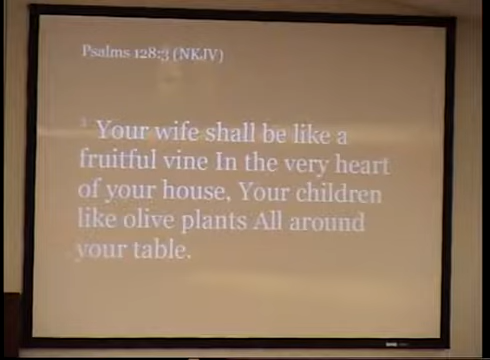 Psalms 128:3 (NKJV)
3 Your wife shall be like a
fruitful vine In the very heart
of your house, Your children
like olive plants All around
your table.